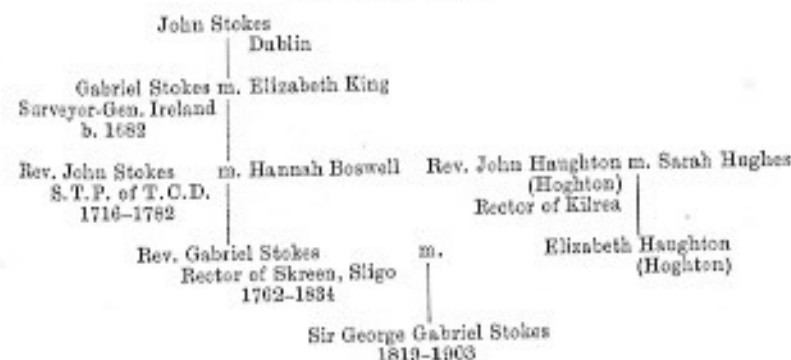 John Stokes
Dublin
Gabriel Stokes m. Elizabeth King
Surveyor-Gen. Ireland
b. 1682
Rev. John Stokes m. Hannah Boswell
S.T.P. of T.C.D.
1716–1782
Rev. John Haughton m. Sarah Hughes
(Hoghton)
Rector of Kilrea
Rev. Gabriel Stokes m. Elizabeth Haughton
Rector of Skreen, Sligo (Hoghton)
1762–1834
Sir George Gabriel Stokes
1819–1903